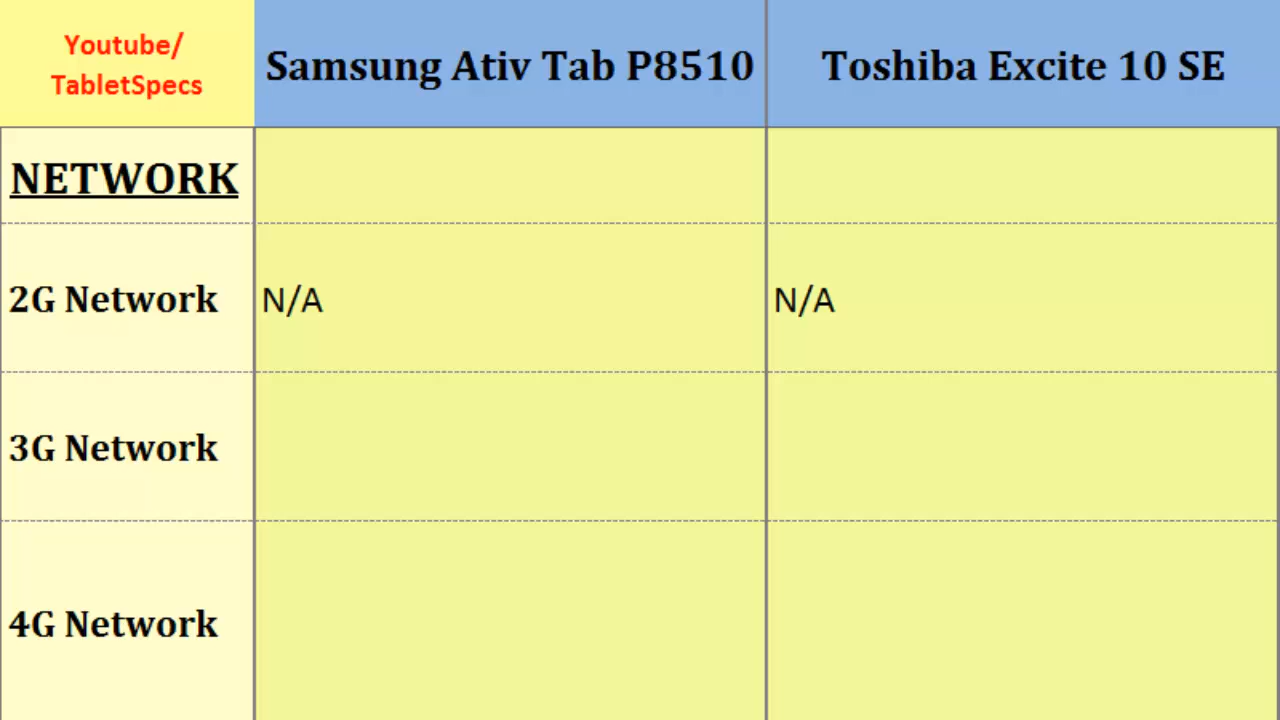 Youtube/
TabletSpecs
Samsung Ativ Tab P8510
Toshiba Excite 10 SE
NETWORK
2G Network
N/A
N/A
3G Network
4G Network